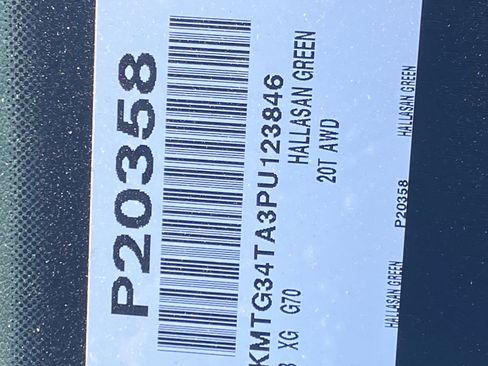 P20358
KMTG34TA3PU123846
HALLASAN GREEN
XG G70
20T AWD
HALLASAN GREEN P20358 HALLASAN GREEN